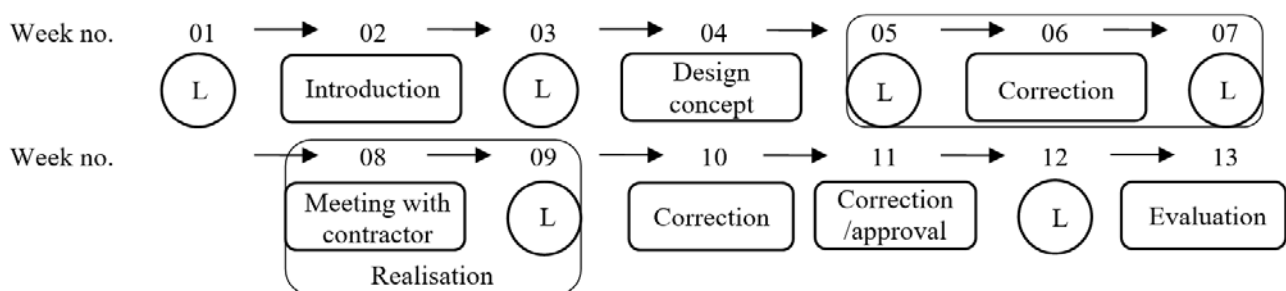 Week no. 01 02 03 04 05 06 07
L Introduction L Design concept L Correction L
Week no. 08 09 10 11 12 13
Meeting with contractor L Correction Correction /approval L Evaluation
Realisation